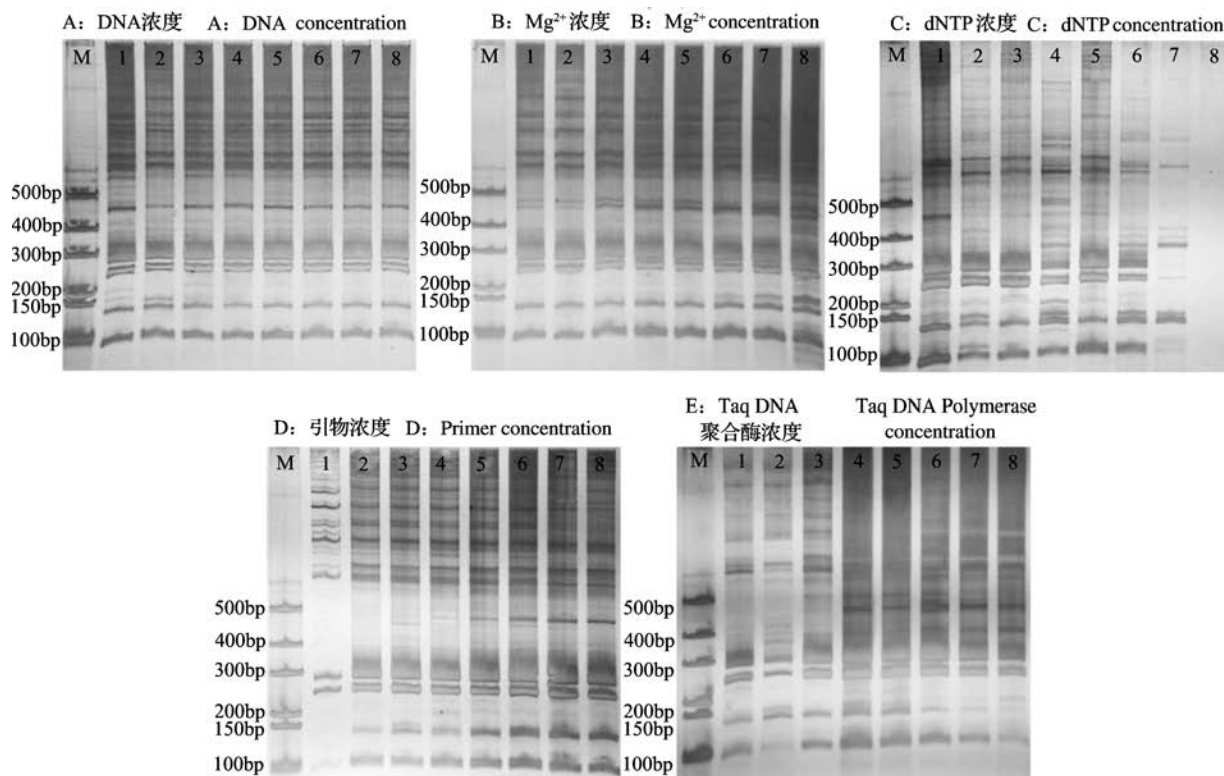 A：DNA浓度 A：DNA concentration
M 1 2 3 4 5 6 7 8
500bp
400bp
300bp
200bp
150bp
100bp
B：Mg²⁺浓度 B：Mg²⁺ concentration
M 1 2 3 4 5 6 7 8
500bp
400bp
300bp
200bp
150bp
100bp
C：dNTP浓度 C：dNTP concentration
M 1 2 3 4 5 6 7 8
500bp
400bp
300bp
200bp
150bp
100bp
D：引物浓度 D：Primer concentration
M 1 2 3 4 5 6 7 8
500bp
400bp
300bp
200bp
150bp
100bp
E：Taq DNA Taq DNA Polymerase
聚合酶浓度 concentration
M 1 2 3 4 5 6 7 8
500bp
400bp
300bp
200bp
150bp
100bp